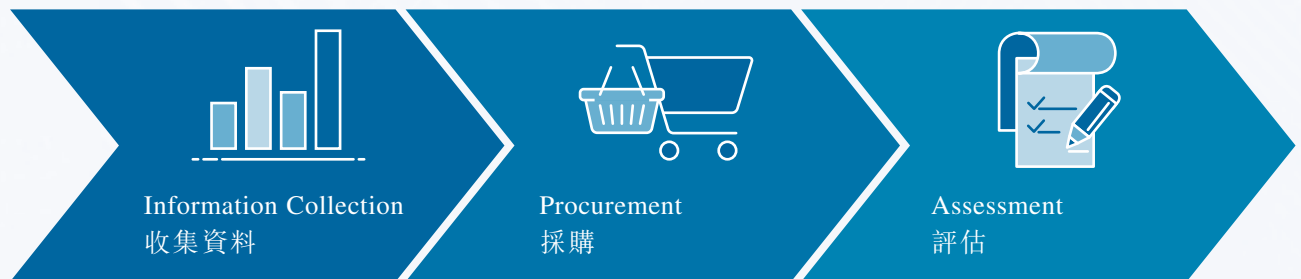 Information Collection
收集資料
Procurement
採購
Assessment
評估